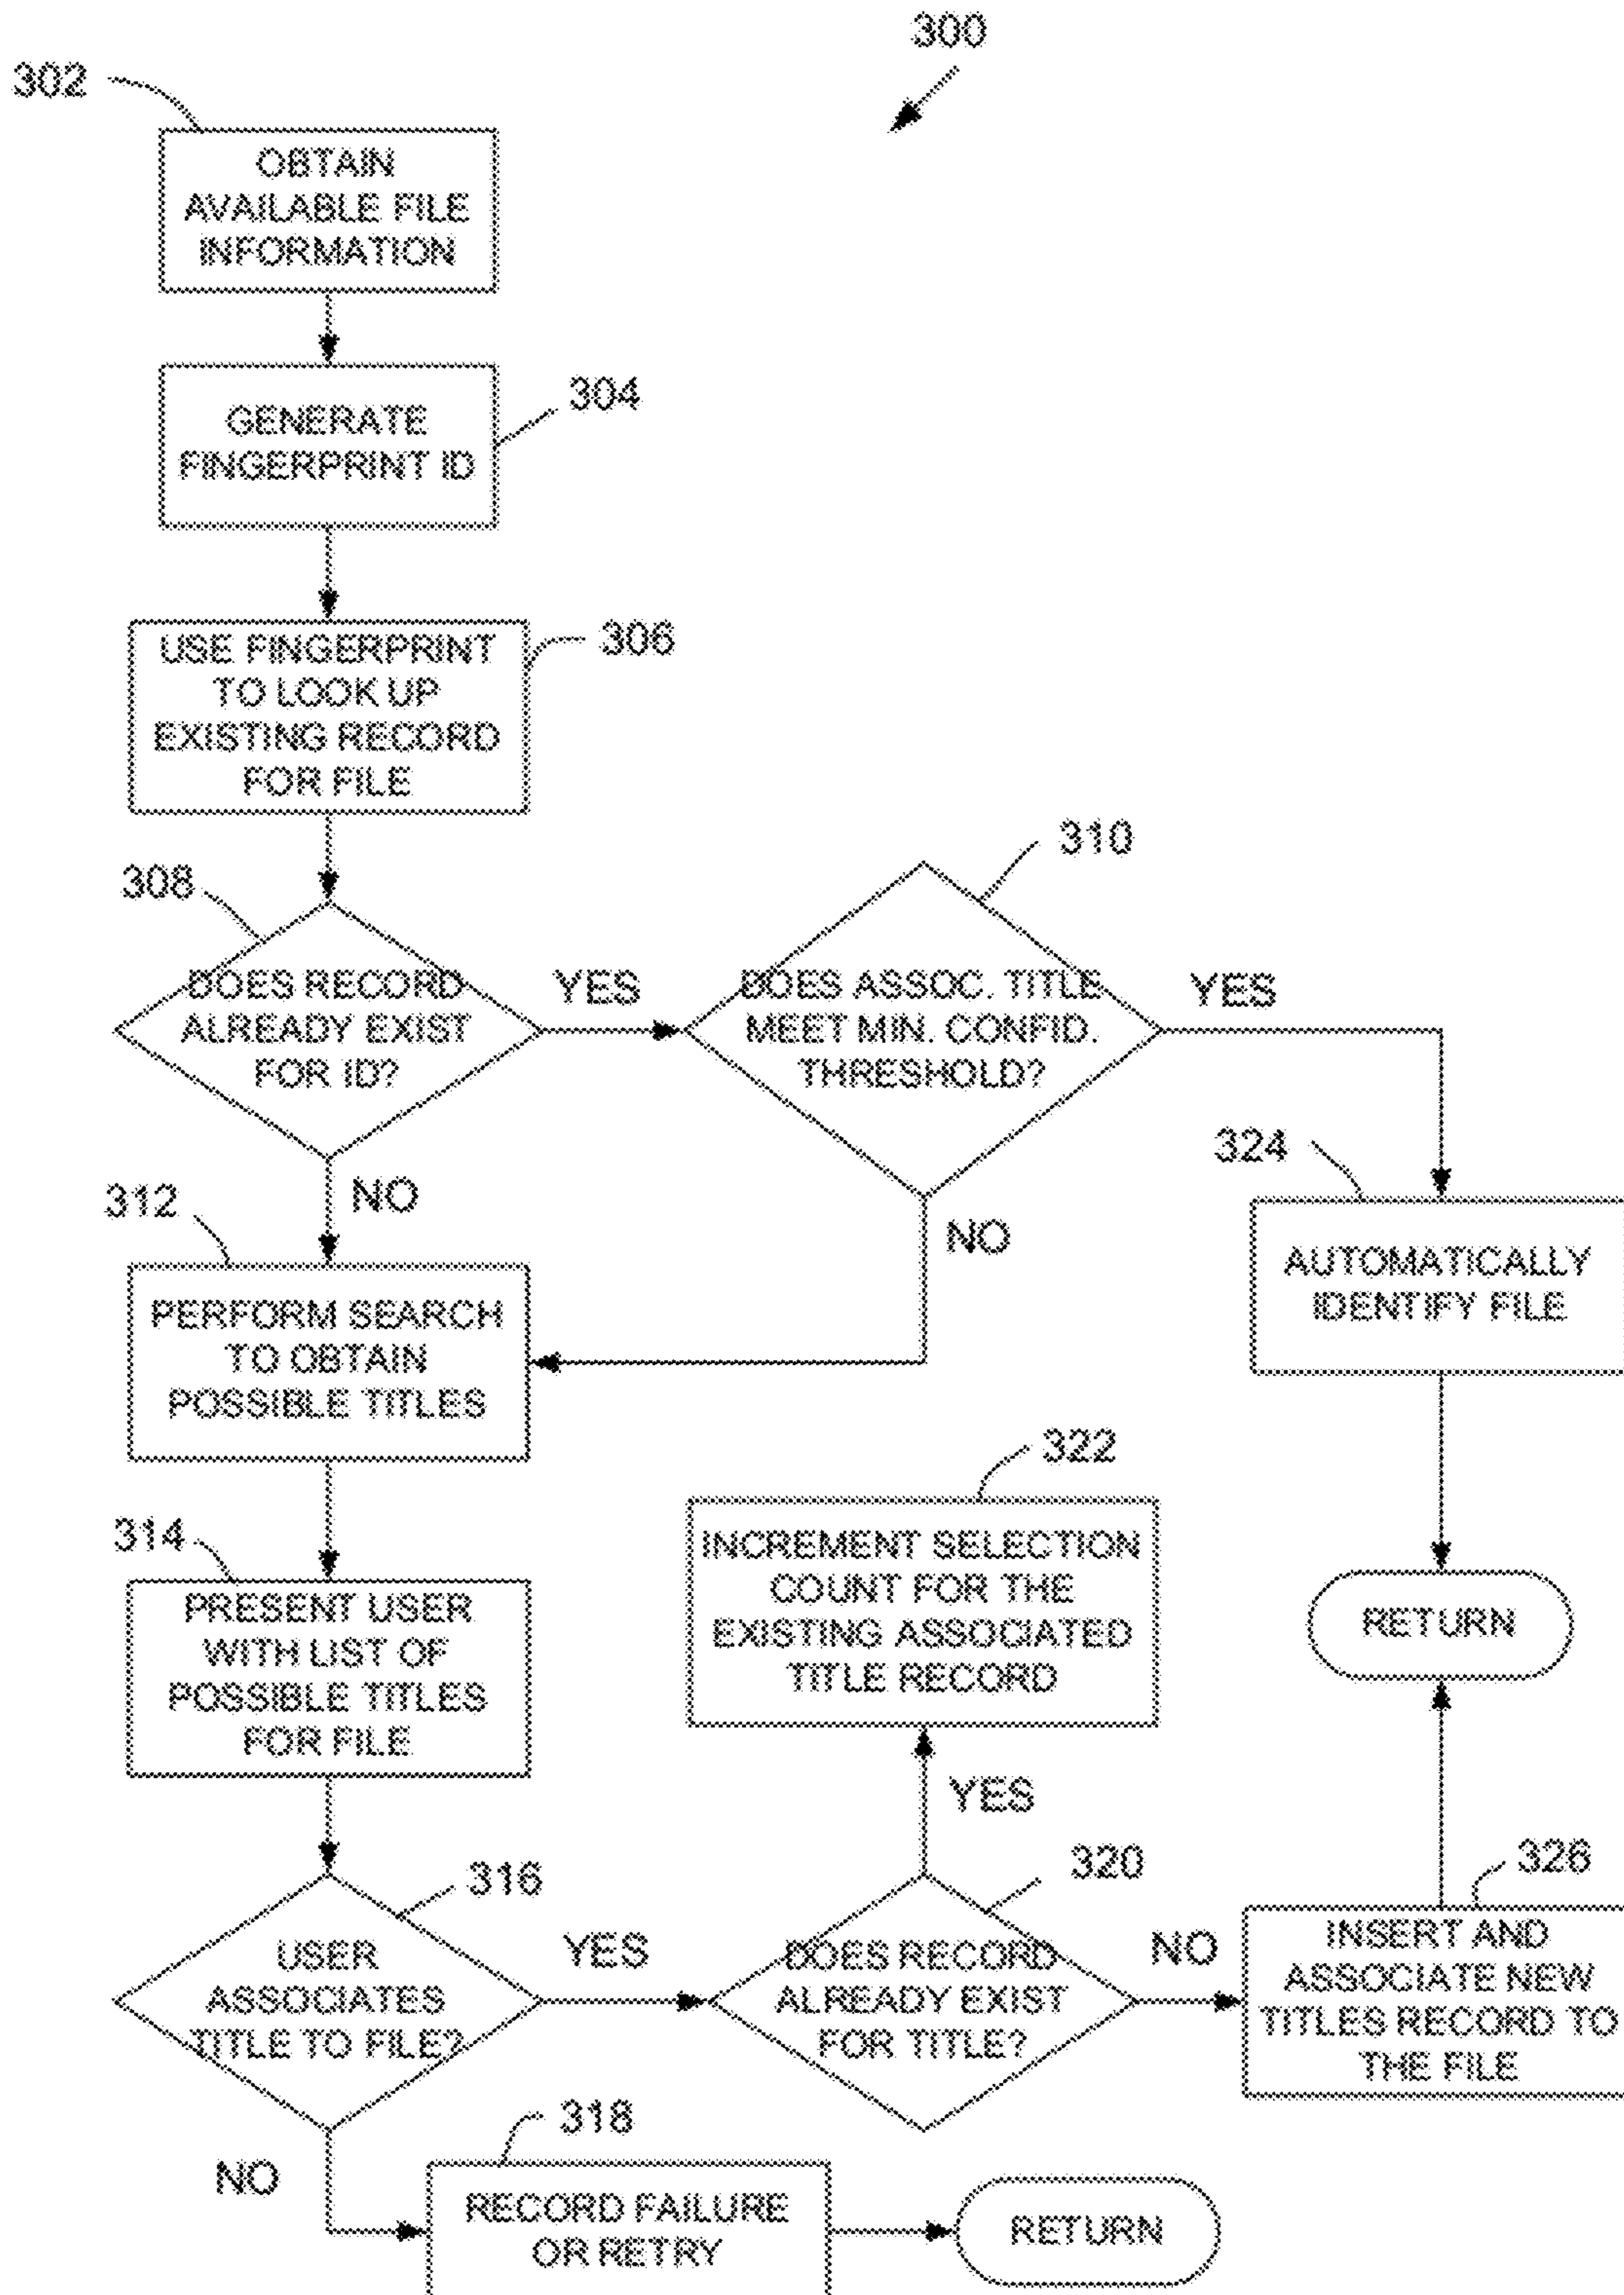 300
302
OBTAIN
AVAILABLE FILE
INFORMATION
304
GENERATE
FINGERPRINT ID
306
USE FINGERPRINT
TO LOOK UP
EXISTING RECORD
FOR FILE
308
DOES RECORD
ALREADY EXIST
FOR ID?
YES
NO
310
DOES ASSOC. TITLE
MEET MIN. CONFID.
THRESHOLD?
YES
NO
312
PERFORM SEARCH
TO OBTAIN
POSSIBLE TITLES
324
AUTOMATICALLY
IDENTIFY FILE
RETURN
314
PRESENT USER
WITH LIST OF
POSSIBLE TITLES
FOR FILE
322
INCREMENT SELECTION
COUNT FOR THE
EXISTING ASSOCIATED
TITLE RECORD
YES
316
USER
ASSOCIATES
TITLE TO FILE?
YES
NO
320
DOES RECORD
ALREADY EXIST
FOR TITLE?
NO
326
INSERT AND
ASSOCIATE NEW
TITLES RECORD TO
THE FILE
318
RECORD FAILURE
OR RETRY
RETURN